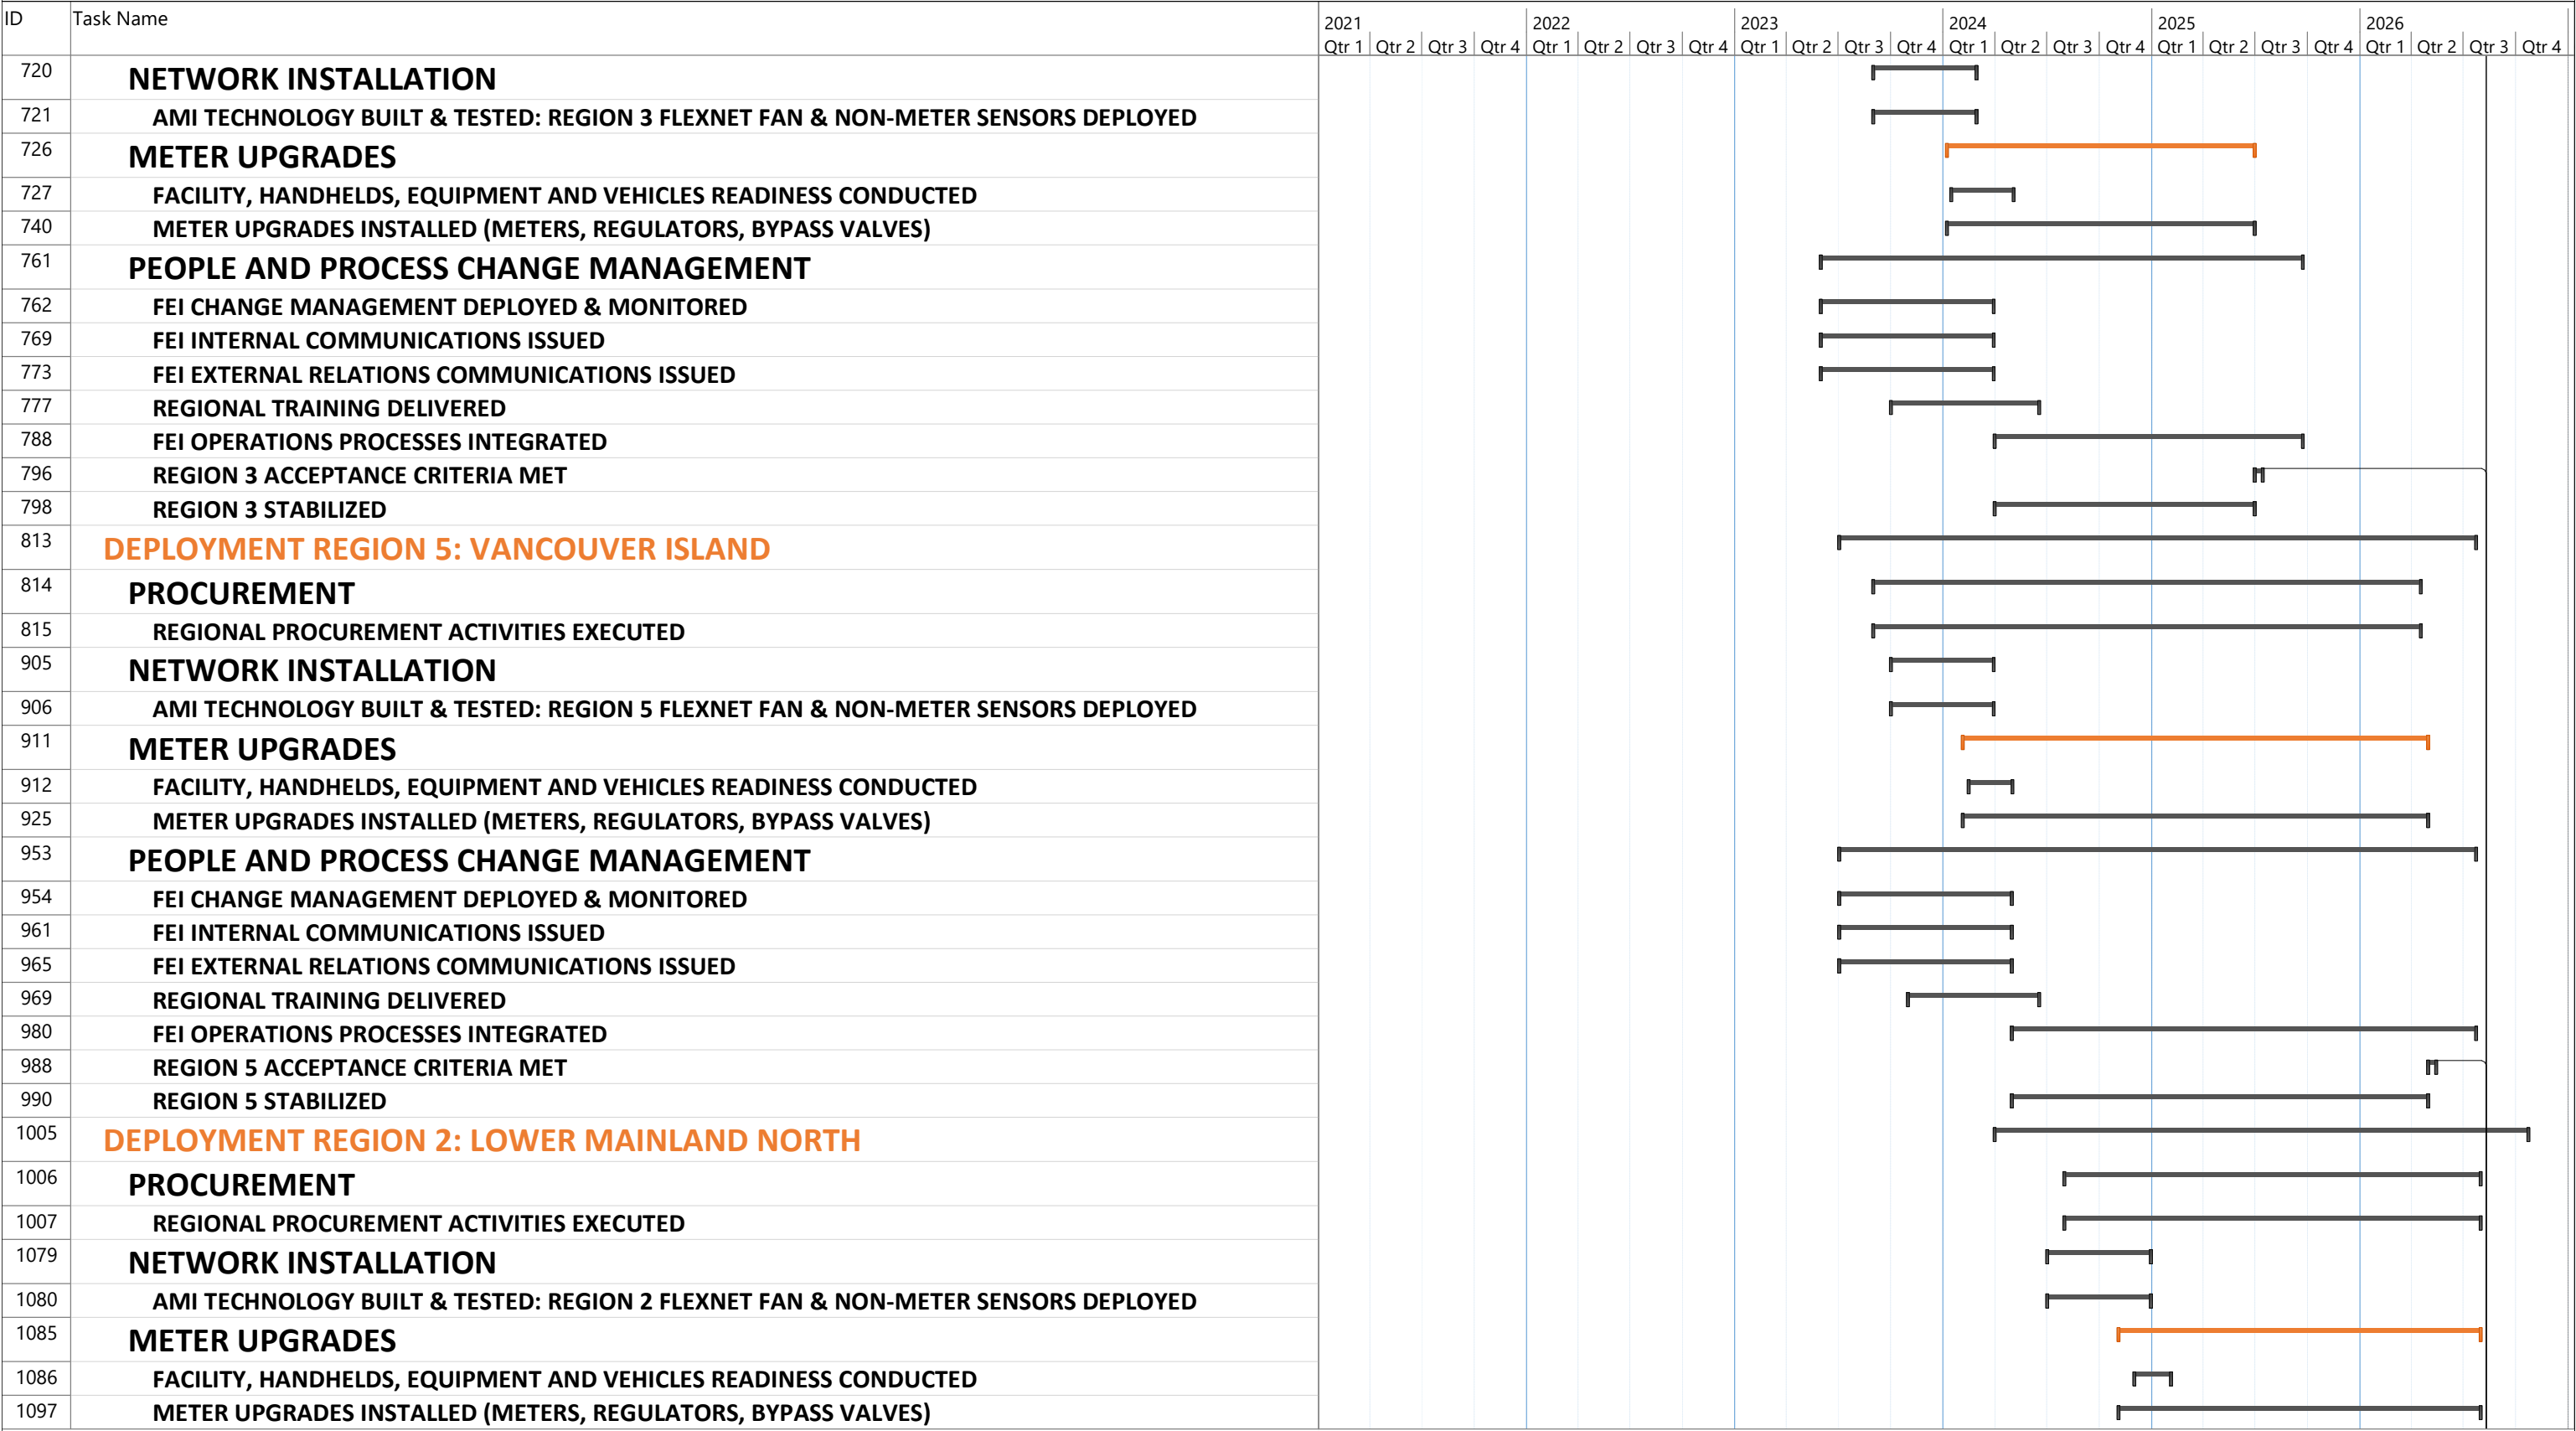 ID Task Name 2021 2022 2023 2024 2025 2026
Qtr 1 Qtr 2 Qtr 3 Qtr 4 Qtr 1 Qtr 2 Qtr 3 Qtr 4 Qtr 1 Qtr 2 Qtr 3 Qtr 4 Qtr 1 Qtr 2 Qtr 3 Qtr 4 Qtr 1 Qtr 2 Qtr 3 Qtr 4 Qtr 1 Qtr 2 Qtr 3 Qtr 4
720 NETWORK INSTALLATION
721 AMI TECHNOLOGY BUILT & TESTED: REGION 3 FLEXNET FAN & NON-METER SENSORS DEPLOYED
726 METER UPGRADES
727 FACILITY, HANDHELDS, EQUIPMENT AND VEHICLES READINESS CONDUCTED
740 METER UPGRADES INSTALLED (METERS, REGULATORS, BYPASS VALVES)
761 PEOPLE AND PROCESS CHANGE MANAGEMENT
762 FEI CHANGE MANAGEMENT DEPLOYED & MONITORED
769 FEI INTERNAL COMMUNICATIONS ISSUED
773 FEI EXTERNAL RELATIONS COMMUNICATIONS ISSUED
777 REGIONAL TRAINING DELIVERED
788 FEI OPERATIONS PROCESSES INTEGRATED
796 REGION 3 ACCEPTANCE CRITERIA MET
798 REGION 3 STABILIZED
813 DEPLOYMENT REGION 5: VANCOUVER ISLAND
814 PROCUREMENT
815 REGIONAL PROCUREMENT ACTIVITIES EXECUTED
905 NETWORK INSTALLATION
906 AMI TECHNOLOGY BUILT & TESTED: REGION 5 FLEXNET FAN & NON-METER SENSORS DEPLOYED
911 METER UPGRADES
912 FACILITY, HANDHELDS, EQUIPMENT AND VEHICLES READINESS CONDUCTED
925 METER UPGRADES INSTALLED (METERS, REGULATORS, BYPASS VALVES)
953 PEOPLE AND PROCESS CHANGE MANAGEMENT
954 FEI CHANGE MANAGEMENT DEPLOYED & MONITORED
961 FEI INTERNAL COMMUNICATIONS ISSUED
965 FEI EXTERNAL RELATIONS COMMUNICATIONS ISSUED
969 REGIONAL TRAINING DELIVERED
980 FEI OPERATIONS PROCESSES INTEGRATED
988 REGION 5 ACCEPTANCE CRITERIA MET
990 REGION 5 STABILIZED
1005 DEPLOYMENT REGION 2: LOWER MAINLAND NORTH
1006 PROCUREMENT
1007 REGIONAL PROCUREMENT ACTIVITIES EXECUTED
1079 NETWORK INSTALLATION
1080 AMI TECHNOLOGY BUILT & TESTED: REGION 2 FLEXNET FAN & NON-METER SENSORS DEPLOYED
1085 METER UPGRADES
1086 FACILITY, HANDHELDS, EQUIPMENT AND VEHICLES READINESS CONDUCTED
1097 METER UPGRADES INSTALLED (METERS, REGULATORS, BYPASS VALVES)